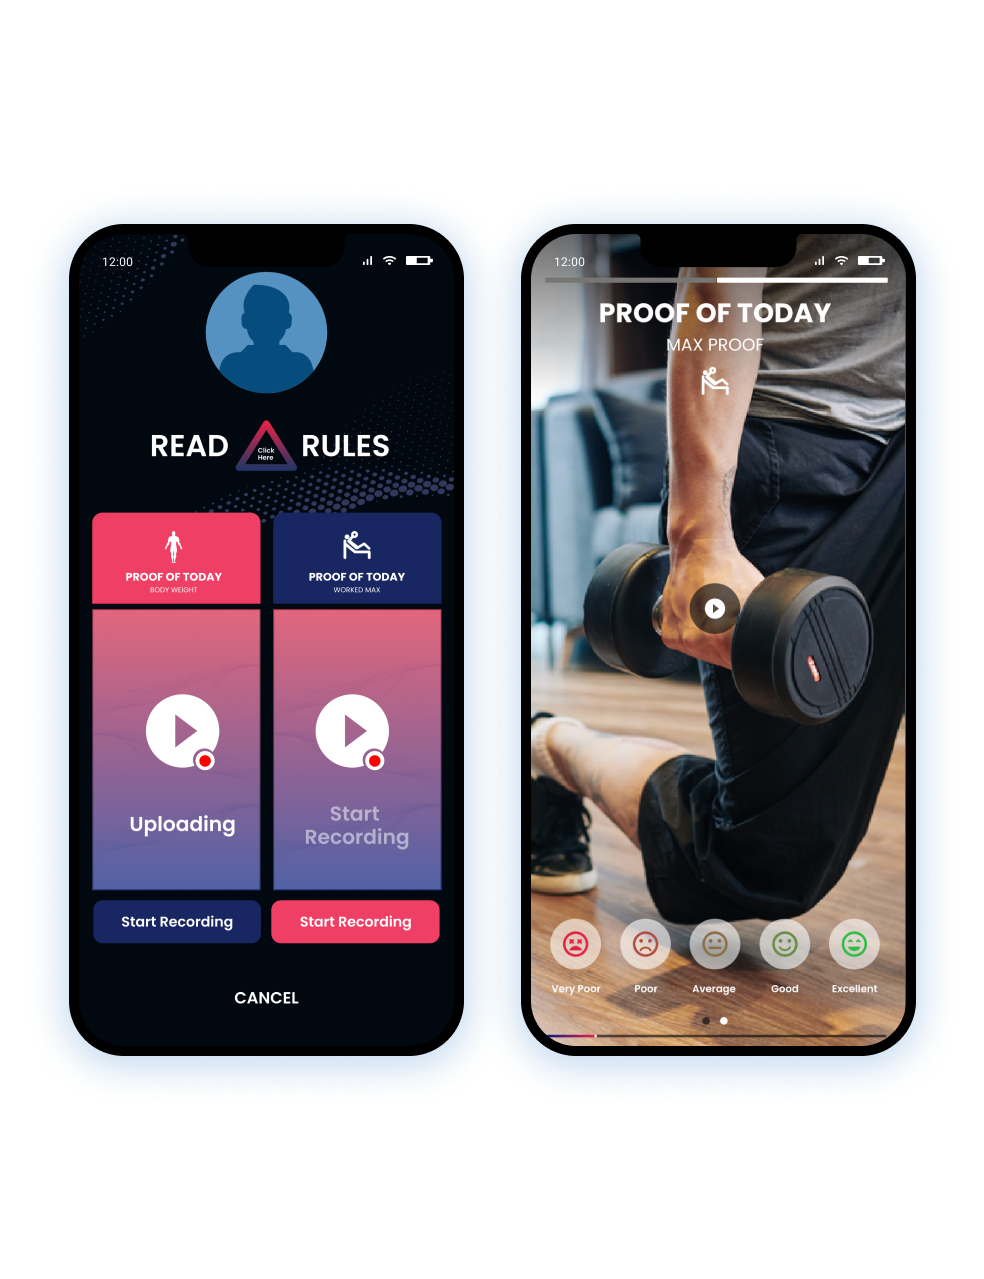 12:00
READ Click Here RULES
PROOF OF TODAY
BODY WEIGHT
PROOF OF TODAY
WORKED MAX
Uploading
Start
Recording
Start Recording
Start Recording
CANCEL
12:00
PROOF OF TODAY
MAX PROOF
Very Poor
Poor
Average
Good
Excellent